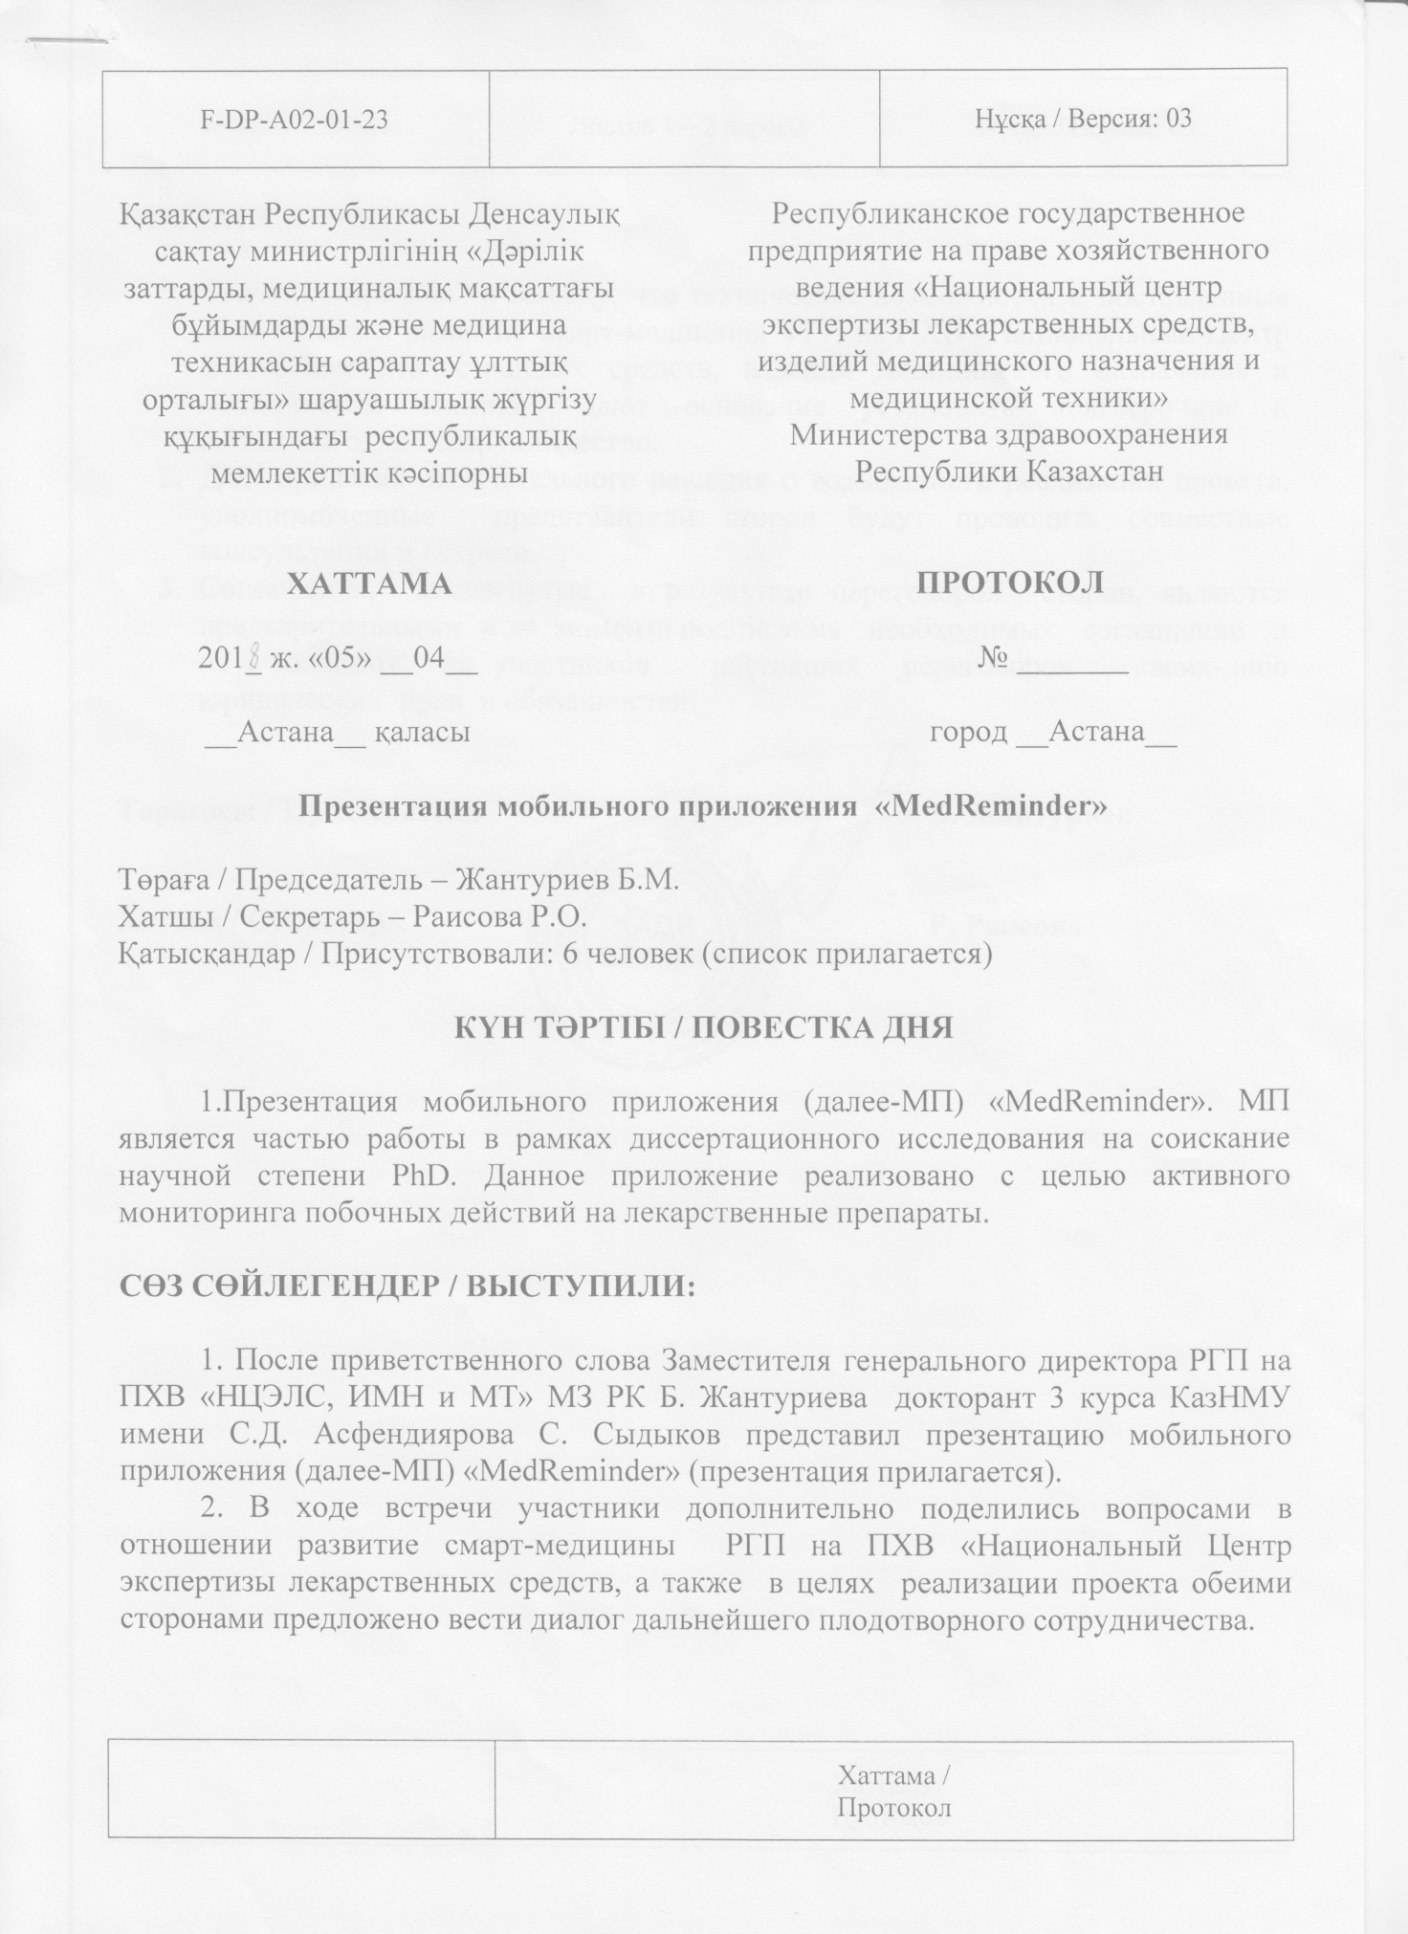 F-DP-A02-01-23
Нұсқа / Версия: 03
Қазақстан Республикасы Денсаулық
сақтау министрлігінің «Дәрілік
заттарды, медициналық мақсаттағы
бұйымдарды және медицина
техникасын сараптау ұлттық
орталығы» шаруашылық жүргізу
құқығындағы республикалық
мемлекеттік кәсіпорны
Республиканское государственное
предприятие на праве хозяйственного
ведения «Национальный центр
экспертизы лекарственных средств,
изделий медицинского назначения и
медицинской техники»
Министерства здравоохранения
Республики Казахстан
ХАТТАМА
ПРОТОКОЛ
2018 ж. «05» __04__
№ _______
__Астана__ қаласы
город __Астана__
Презентация мобильного приложения «MedReminder»
Төраға / Председатель – Жантуриев Б.М.
Хатшы / Секретарь – Раисова Р.О.
Қатысқандар / Присутствовали: 6 человек (список прилагается)
КҮН ТӘРТІБІ / ПОВЕСТКА ДНЯ
1.Презентация мобильного приложения (далее-МП) «MedReminder». МП
является частью работы в рамках диссертационного исследования на соискание
научной степени PhD. Данное приложение реализовано с целью активного
мониторинга побочных действий на лекарственные препараты.
СӨЗ СӨЙЛЕГЕНДЕР / ВЫСТУПИЛИ:
1. После приветственного слова Заместителя генерального директора РГП на
ПХВ «НЦЭЛС, ИМН и МТ» МЗ РК Б. Жантуриева докторант 3 курса КазНМУ
имени С.Д. Асфендиярова С. Сыдыков представил презентацию мобильного
приложения (далее-МП) «MedReminder» (презентация прилагается).
2. В ходе встречи участники дополнительно поделились вопросами в
отношении развитие смарт-медицины РГП на ПХВ «Национальный Центр
экспертизы лекарственных средств, а также в целях реализации проекта обеими
сторонами предложено вести диалог дальнейшего плодотворного сотрудничества.
Хаттама /
Протокол